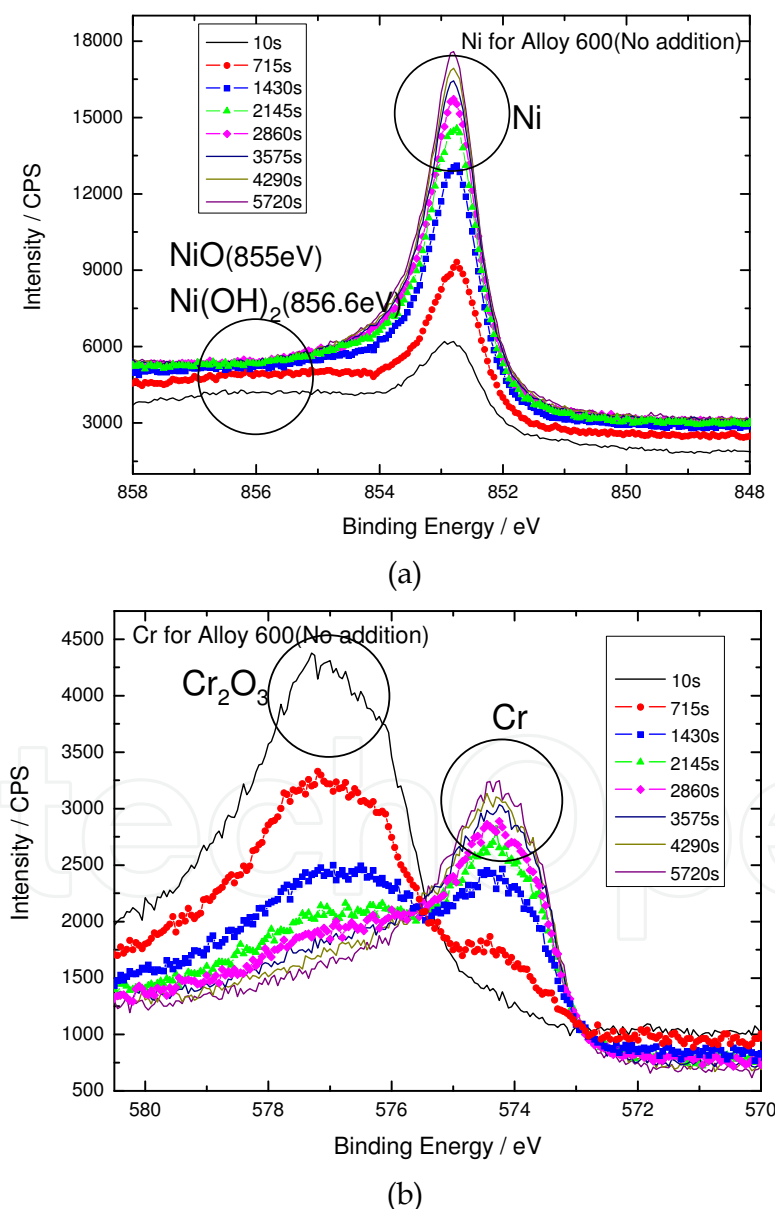 Ni for Alloy 600(No addition)
10s
715s
1430s
2145s
2860s
3575s
4290s
5720s
Ni
NiO(855eV)
Ni(OH)2(856.6eV)
18000
15000
12000
9000
6000
3000
Intensity / CPS
858 856 854 852 850 848
Binding Energy / eV
(a)
Cr for Alloy 600(No addition)
Cr2O3
Cr
10s
715s
1430s
2145s
2860s
3575s
4290s
5720s
4500
4000
3500
3000
2500
2000
1500
1000
500
Intensity / CPS
580 578 576 574 572 570
Binding Energy / eV
(b)